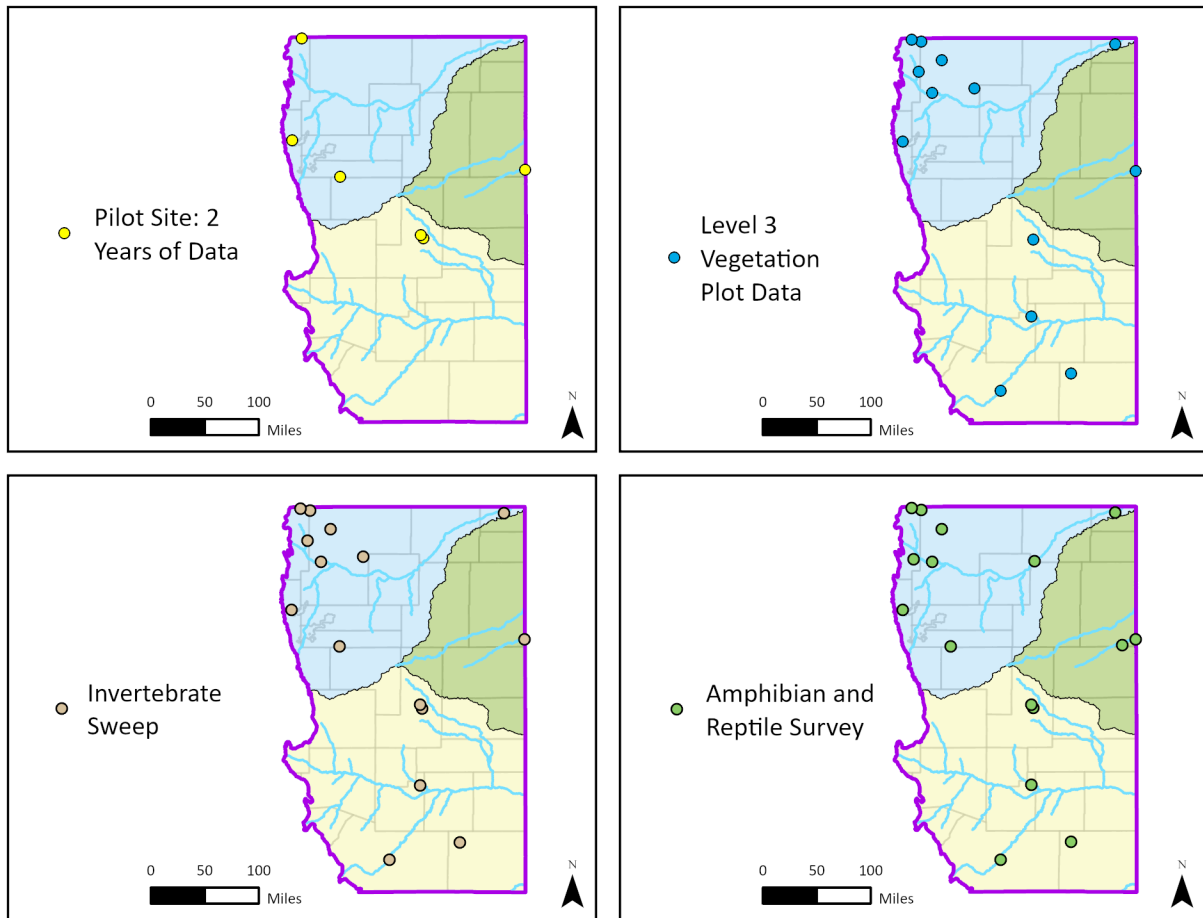 Pilot Site: 2
Years of Data
0 50 100
Miles
N
Level 3
Vegetation
Plot Data
0 50 100
Miles
N
Invertebrate
Sweep
0 50 100
Miles
N
Amphibian and
Reptile Survey
0 50 100
Miles
N